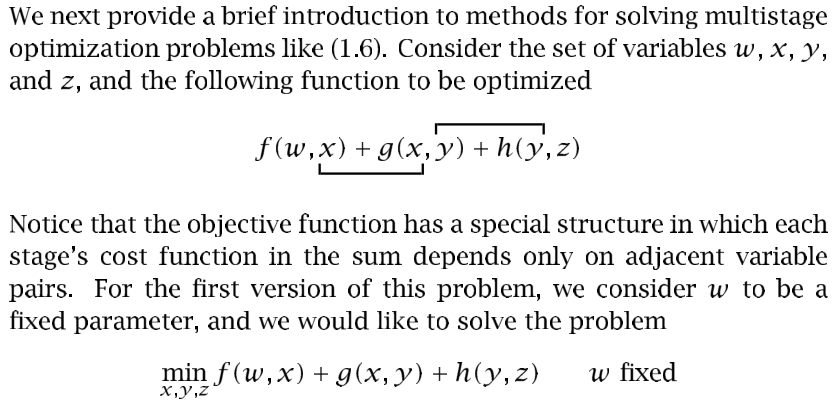 We next provide a brief introduction to methods for solving multistage
optimization problems like (1.6). Consider the set of variables w, x, y,
and z, and the following function to be optimized
f(w,x) + g(x,y) + h(y,z)
Notice that the objective function has a special structure in which each
stage's cost function in the sum depends only on adjacent variable
pairs. For the first version of this problem, we consider w to be a
fixed parameter, and we would like to solve the problem
min f(w,x) + g(x,y) + h(y,z) w fixed
x,y,z